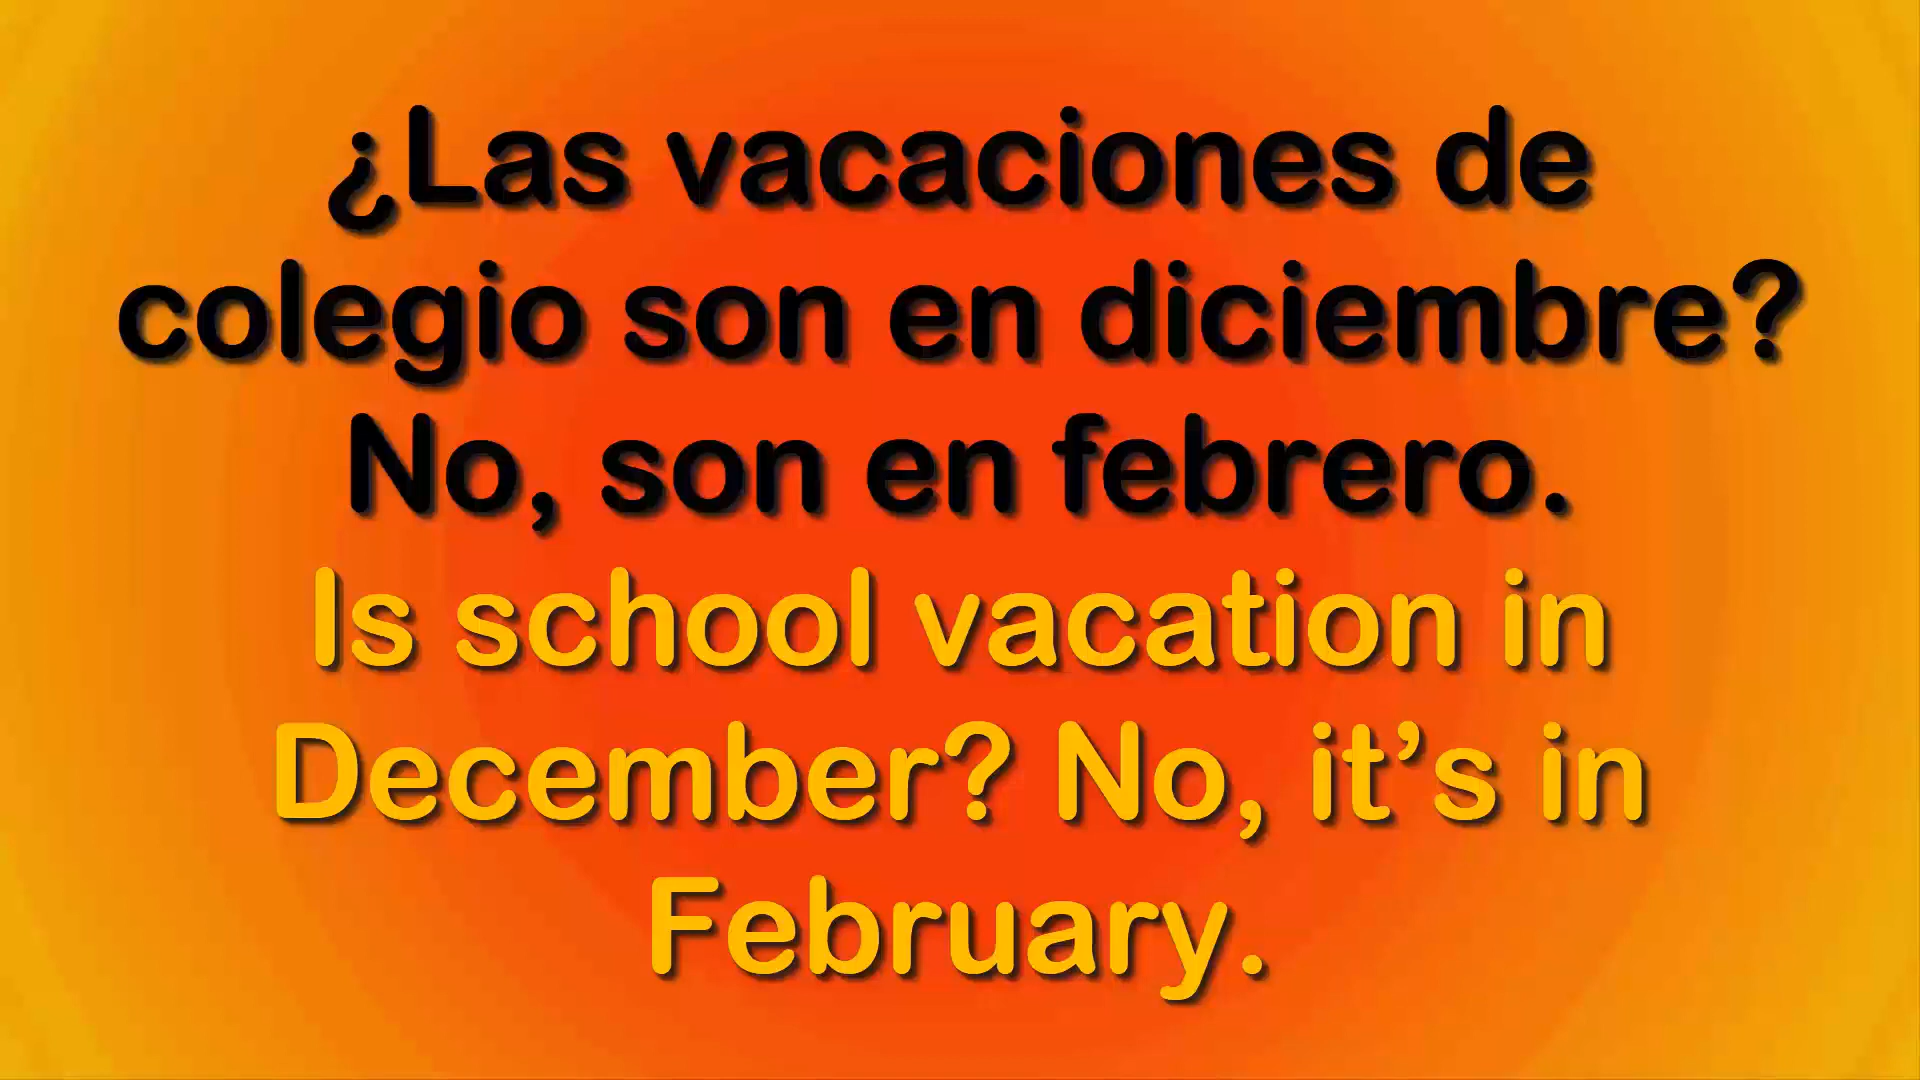 ¿Las vacaciones de
colegio son en diciembre?
No, son en febrero.
Is school vacation in
December? No, it’s in
February.